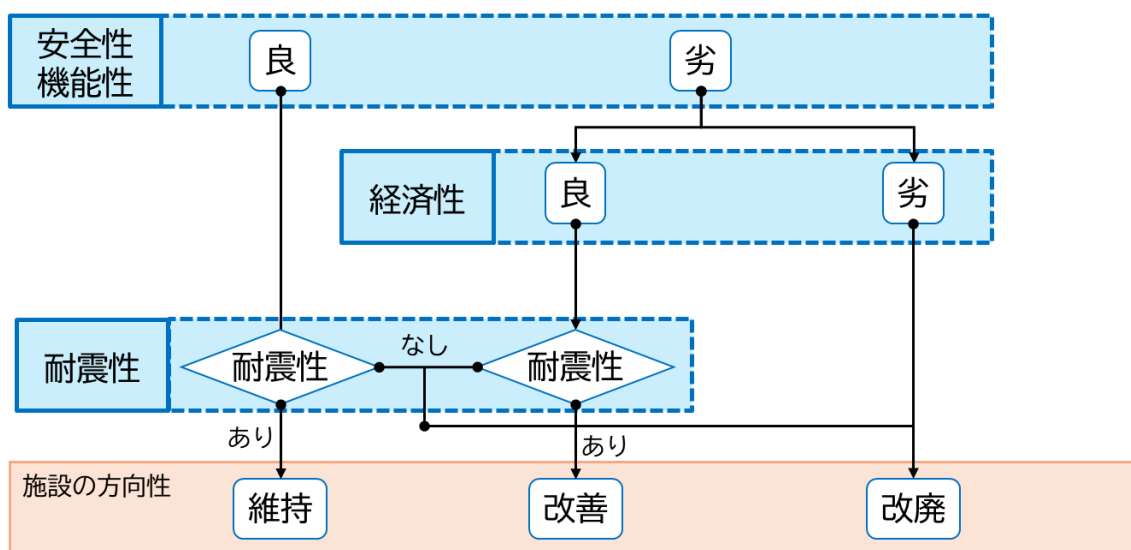 安全性
機能性
良
劣
経済性
良
劣
耐震性
耐震性
なし
耐震性
あり
あり
施設の方向性
維持
改善
改廃